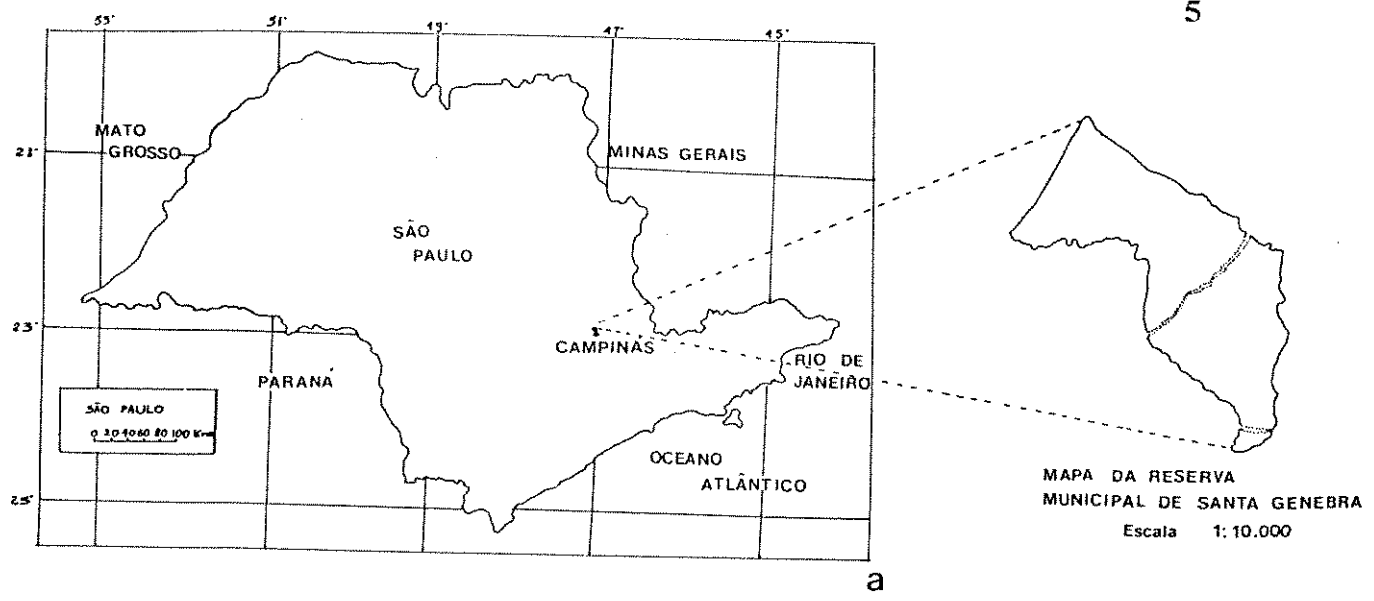 5
53° 51° 49° 47° 45°
MATO
GROSSO
21°
MINAS GERAIS
SÃO
PAULO
23°
CAMPINAS
RIO DE
JANEIRO
PARANÁ
SÃO PAULO
0 20 40 60 80 100 Km
OCEANO
ATLÂNTICO
25°
MAPA DA RESERVA
MUNICIPAL DE SANTA GENEBRA
Escala 1:10.000
a